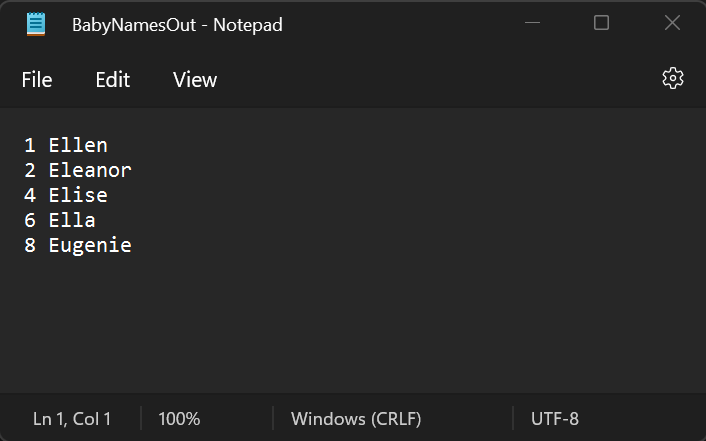 BabyNamesOut - Notepad
File Edit View
1 Ellen
2 Eleanor
4 Elise
6 Ella
8 Eugenie
Ln 1, Col 1 100% Windows (CRLF) UTF-8